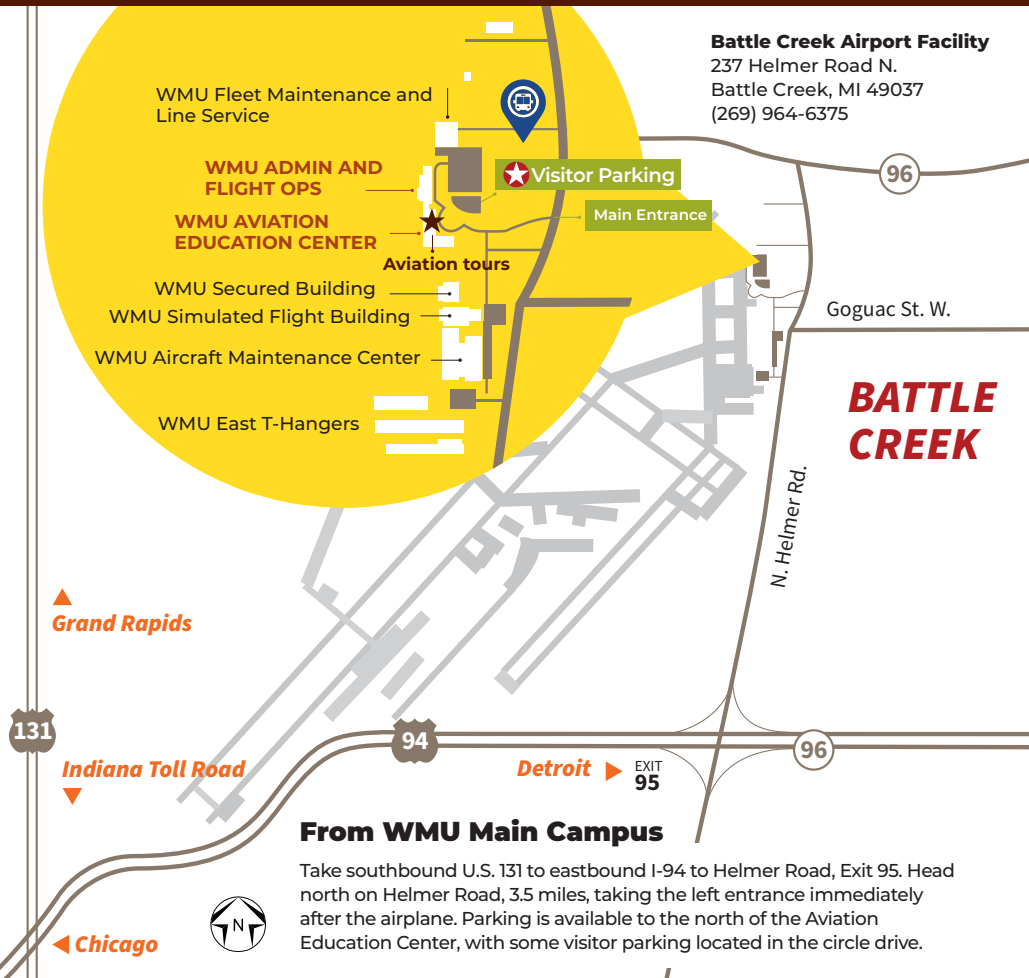 Battle Creek Airport Facility
237 Helmer Road N.
Battle Creek, MI 49037
(269) 964-6375
WMU Fleet Maintenance and
Line Service
WMU ADMIN AND
FLIGHT OPS
Visitor Parking
96
WMU AVIATION
EDUCATION CENTER
Main Entrance
Aviation tours
WMU Secured Building
WMU Simulated Flight Building
Goguac St. W.
WMU Aircraft Maintenance Center
BATTLE
CREEK
WMU East T-Hangers
N. Helmer Rd.
Grand Rapids
131
94
96
Indiana Toll Road
Detroit
EXIT
95
From WMU Main Campus
Take southbound U.S. 131 to eastbound I-94 to Helmer Road, Exit 95. Head
north on Helmer Road, 3.5 miles, taking the left entrance immediately
after the airplane. Parking is available to the north of the Aviation
Education Center, with some visitor parking located in the circle drive.
N
Chicago